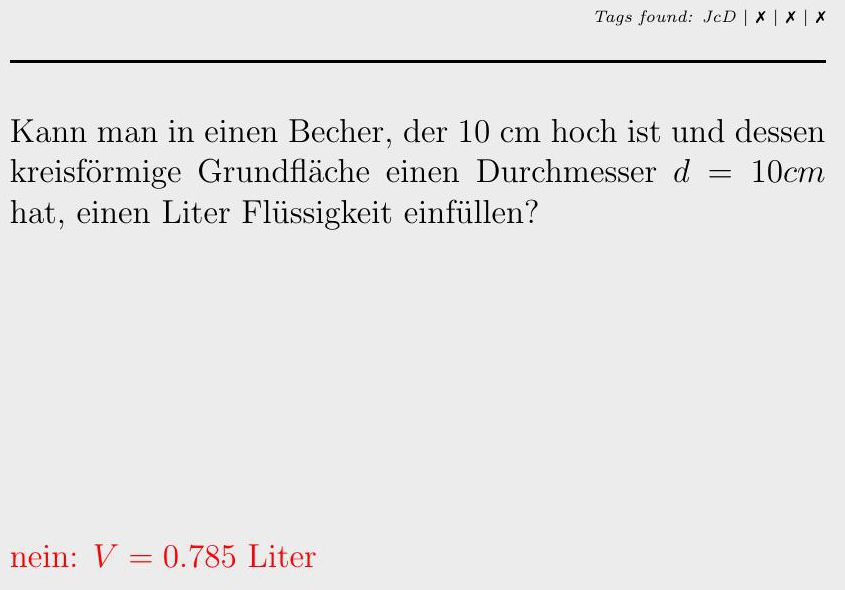 Tags found: JcD | ✗ | ✗ | ✗
Kann man in einen Becher, der 10 cm hoch ist und dessen
kreisförmige Grundfläche einen Durchmesser d = 10cm
hat, einen Liter Flüssigkeit einfüllen?
nein: V = 0.785 Liter